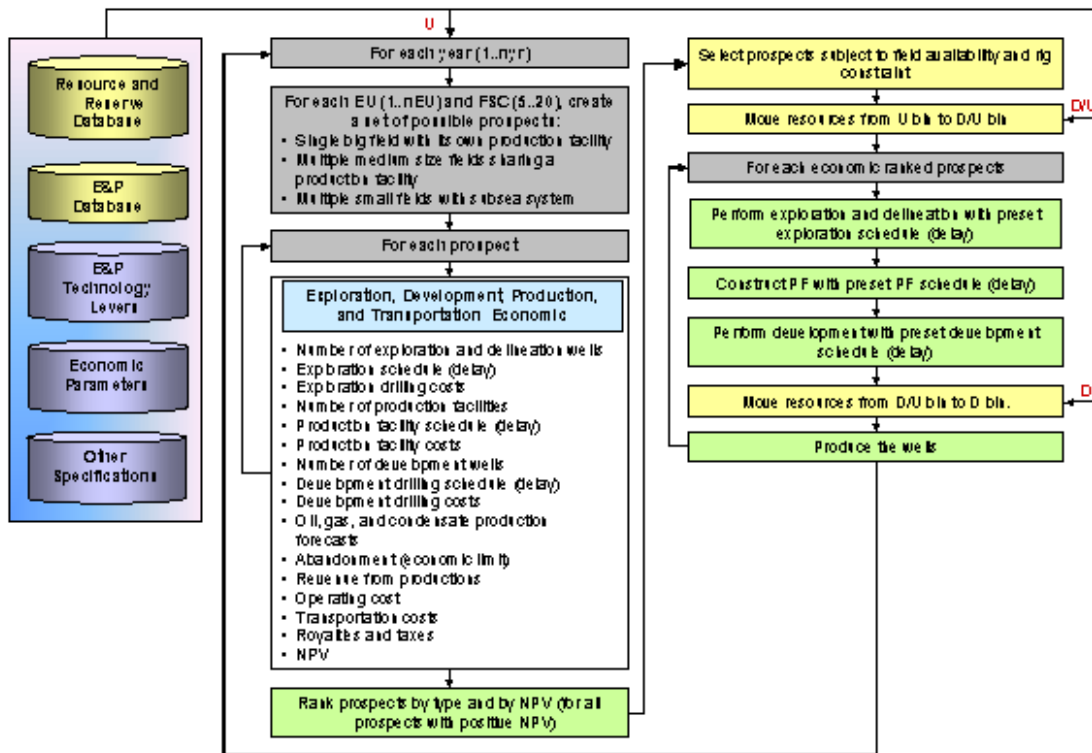 U
Resource and
Reserve
Database
E&P
Database
E&P
Technology
Levers
Economic
Parameters
Other
Specifications
For each year (1..nyr)
For each EU (1..nEU) and FSC (5..20), create
a set of possible prospects:
• Single big field with its own production facility
• Multiple medium size fields sharing a
production facility
• Multiple small fields with subsea system
For each prospect
Exploration, Development, Production,
and Transportation Economic
• Number of exploration and delineation wells
• Exploration schedule (delay)
• Exploration drilling costs
• Number of production facilities
• Production facility schedule (delay)
• Production facility costs
• Number of development wells
• Development drilling schedule (delay)
• Development drilling costs
• Oil, gas, and condensate production
forecasts
• Abandonment (economic limit)
• Revenue from productions
• Operating cost
• Transportation costs
• Royalties and taxes
• NPV
Rank prospects by type and by NPV (for all
prospects with positive NPV)
Select prospects subject to field availability and rig
constraint
D/U
Move resources from U bin to D/U bin
For each economic ranked prospects
Perform exploration and delineation with preset
exploration schedule (delay)
Construct PF with preset PF schedule (delay)
Perform development with preset development
schedule (delay)
D
Move resources from D/U bin to D bin.
Produce the wells